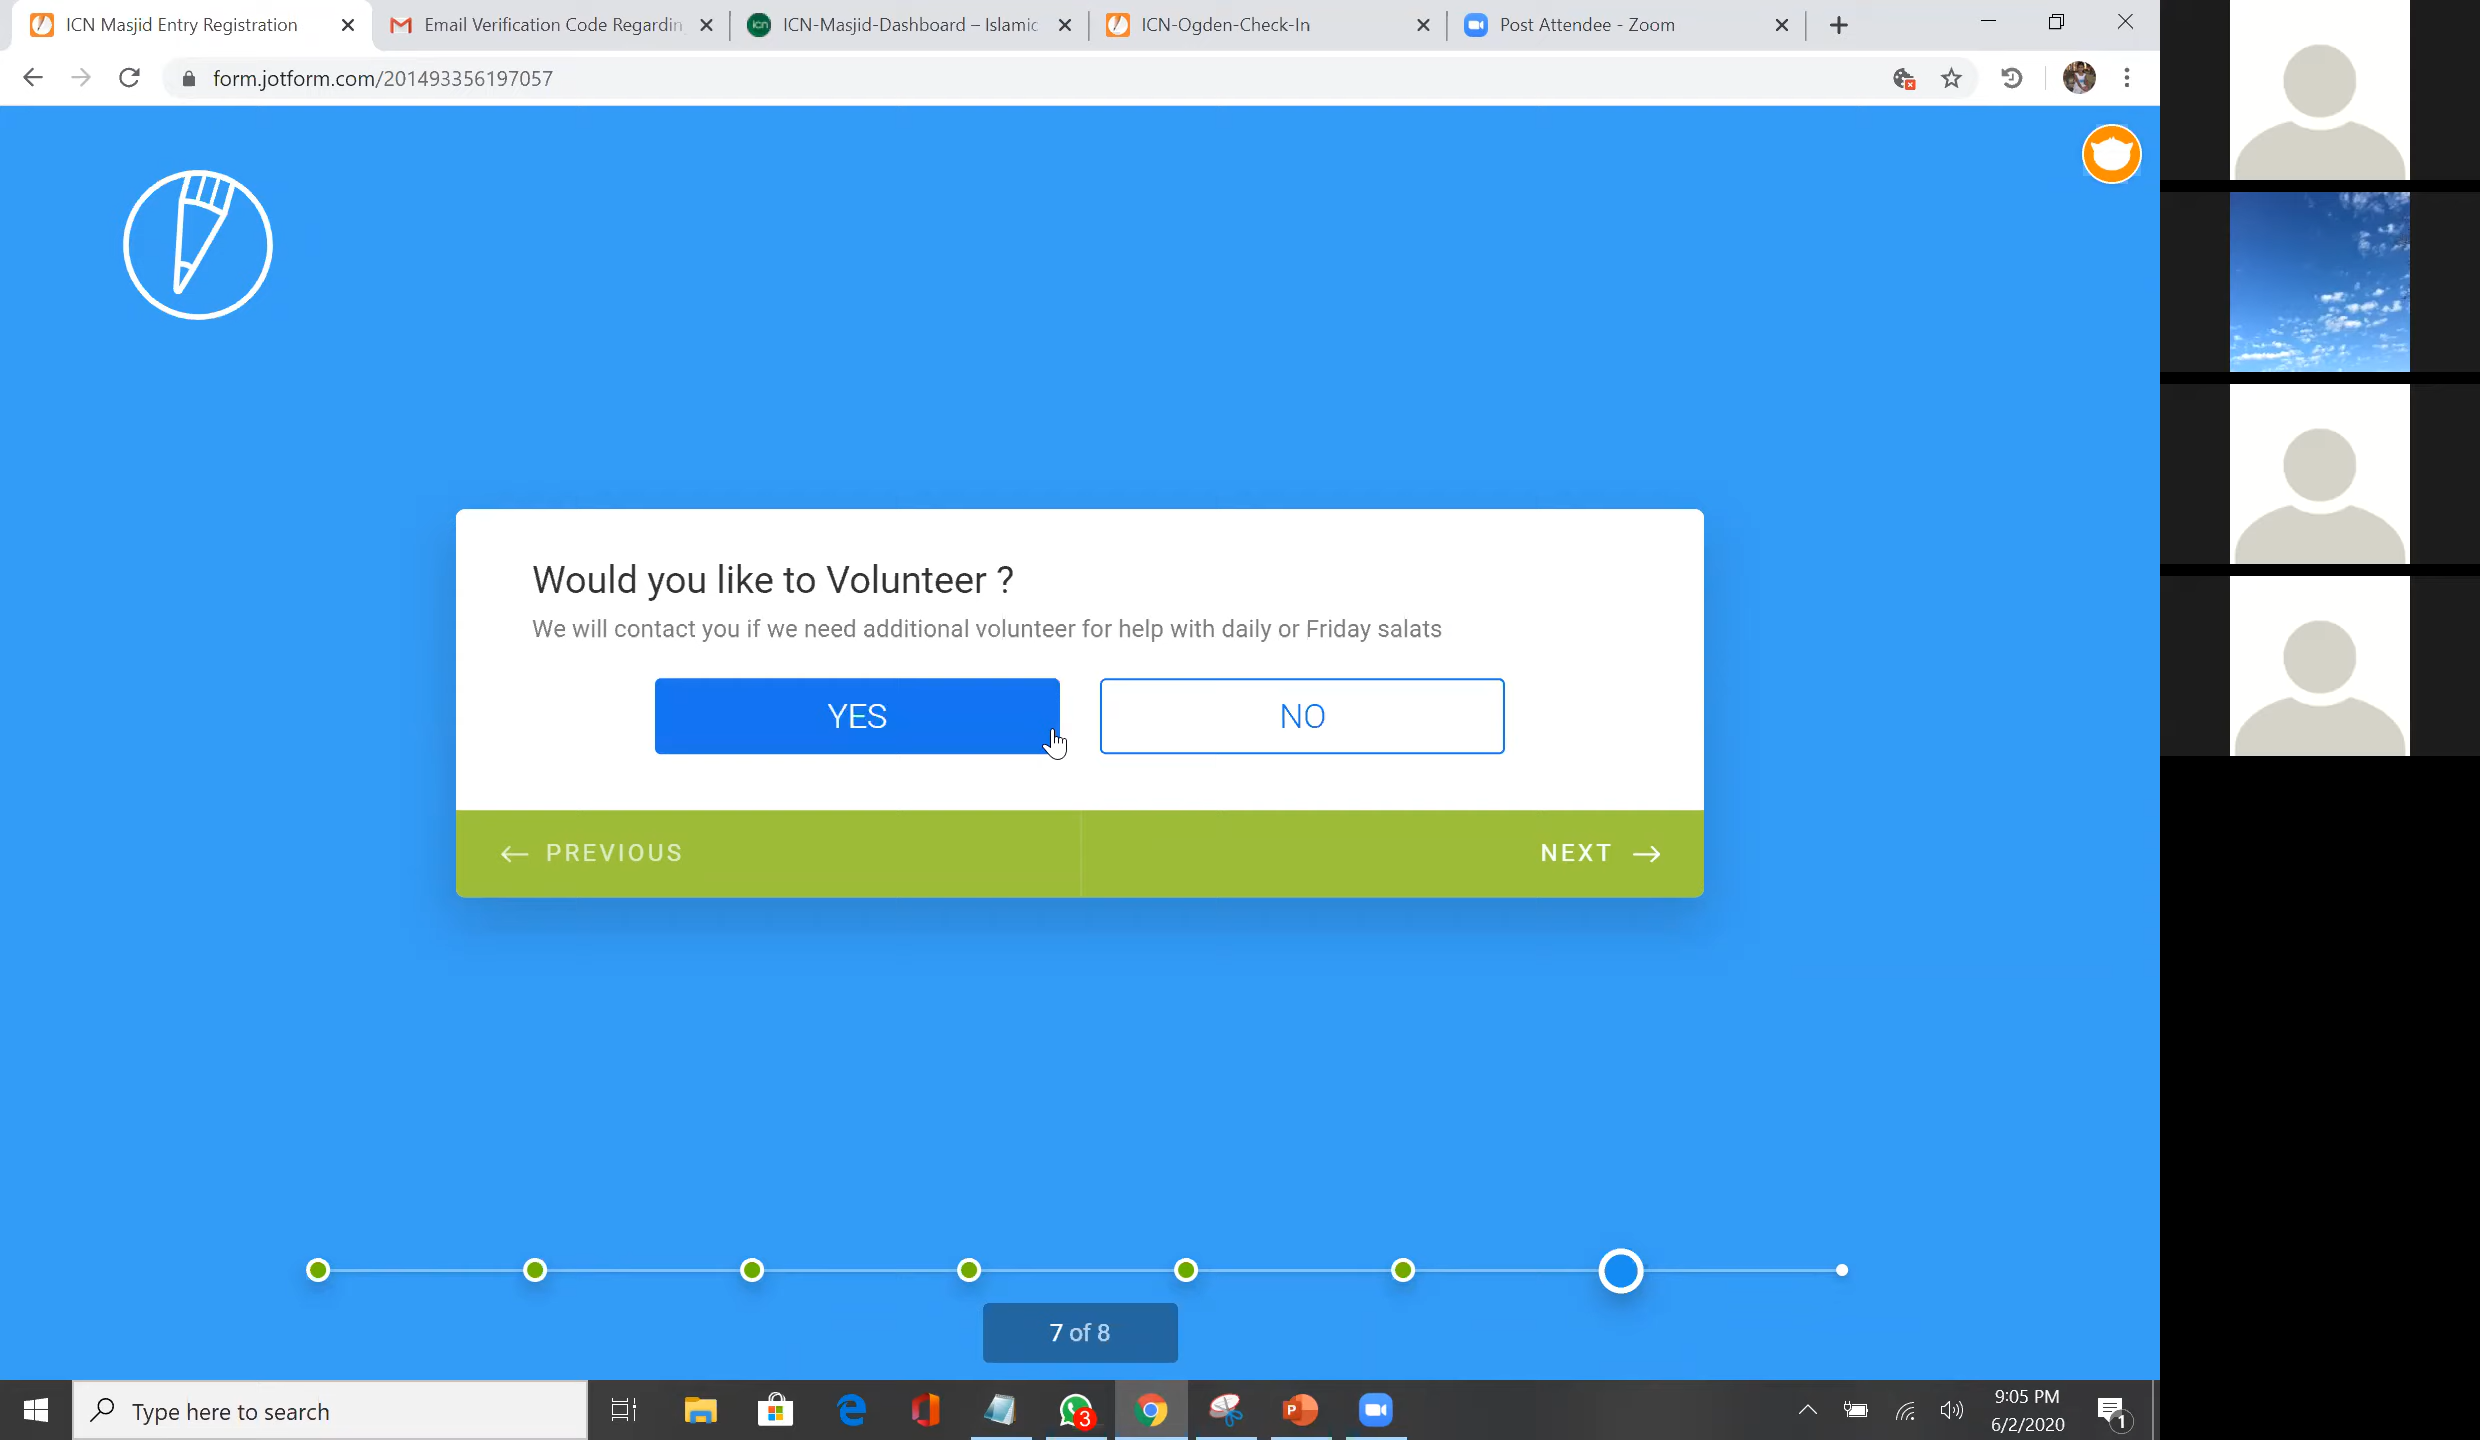 ICN Masjid Entry Registration
Email Verification Code Regardin
icn
ICN-Masjid-Dashboard – Islamic
ICN-Ogden-Check-In
Post Attendee - Zoom
form.jotform.com/201493356197057
Would you like to Volunteer ?
We will contact you if we need additional volunteer for help with daily or Friday salats
YES
NO
PREVIOUS
NEXT
7 of 8
Type here to search
3
9:05 PM
6/2/2020
1